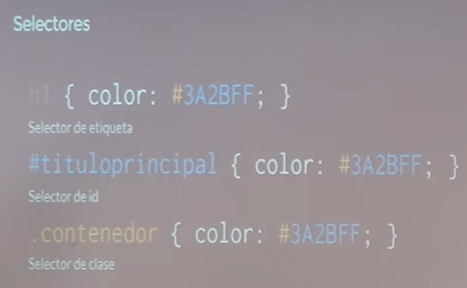 Selectores
h1 { color: #3A2BFF; }
Selector de etiqueta
#tituloprincipal { color: #3A2BFF; }
Selector de id
.contenedor { color: #3A2BFF; }
Selector de clase